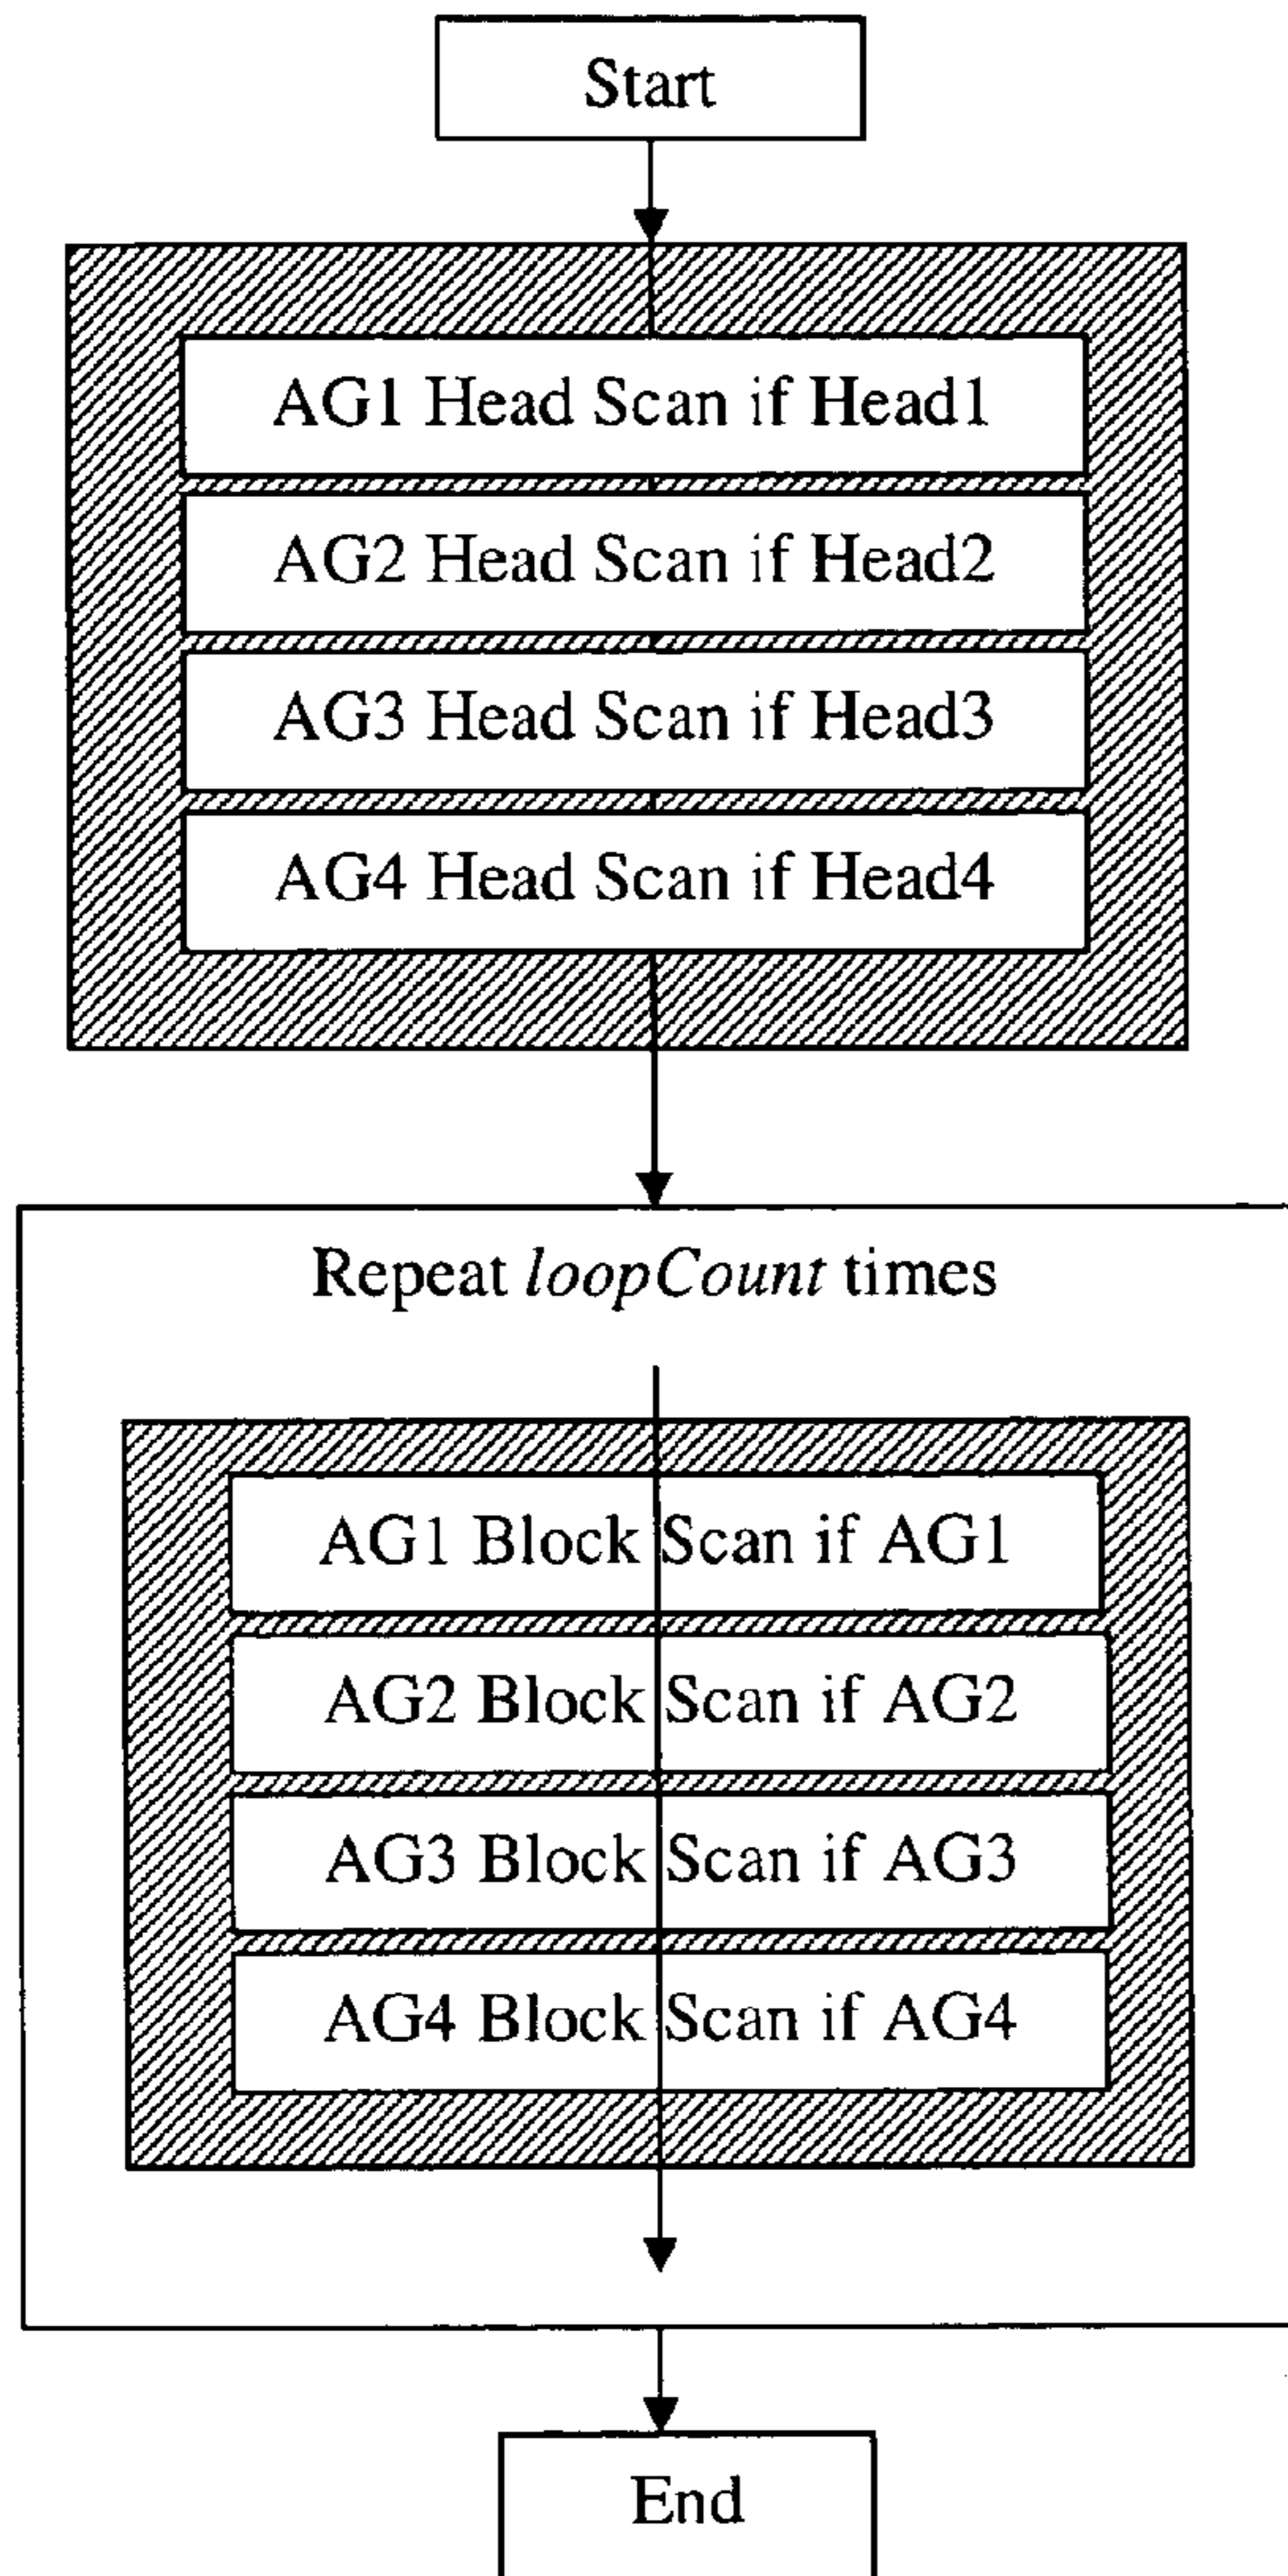 Start
AG1 Head Scan if Head1
AG2 Head Scan if Head2
AG3 Head Scan if Head3
AG4 Head Scan if Head4
Repeat loopCount times
AG1 Block Scan if AG1
AG2 Block Scan if AG2
AG3 Block Scan if AG3
AG4 Block Scan if AG4
End